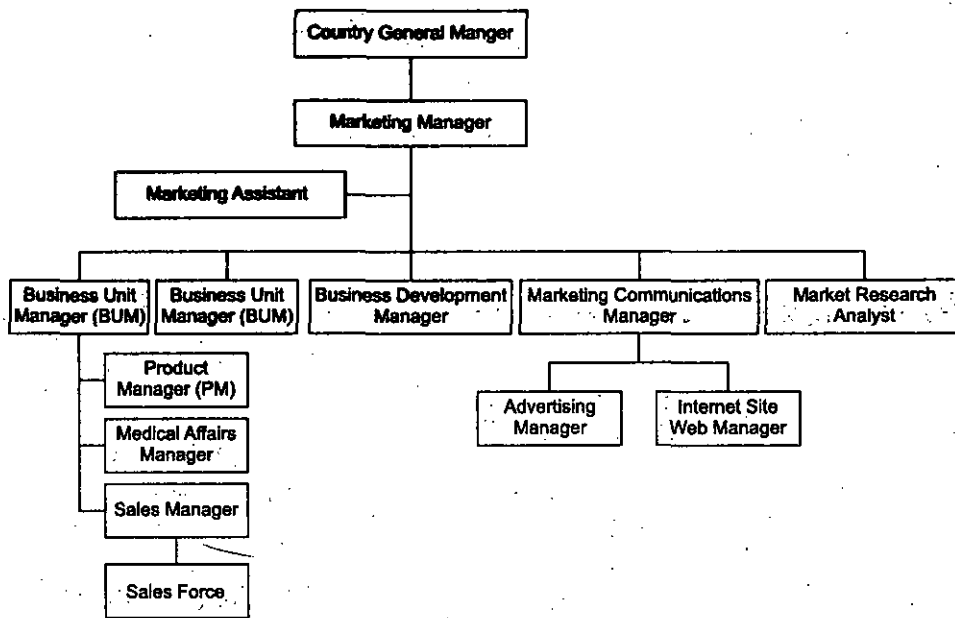 Country General Manger
Marketing Manager
Marketing Assistant
Business Unit
Manager (BUM)
Business Unit
Manager (BUM)
Business Development
Manager
Marketing Communications
Manager
Market Research
Analyst
Product
Manager (PM)
Medical Affairs
Manager
Sales Manager
Sales Force
Advertising
Manager
Internet Site
Web Manager